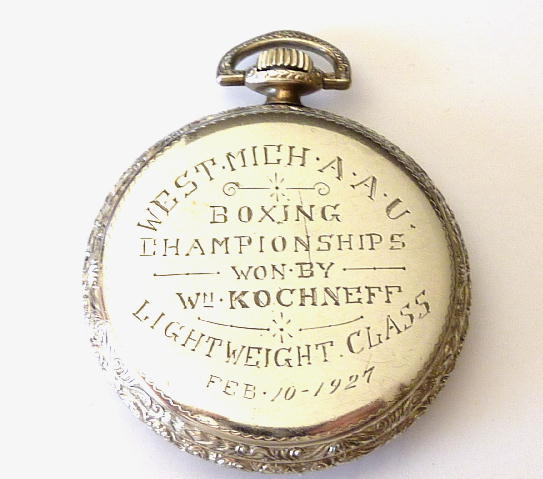 WEST·MICH·A·A·U·
BOXING
CHAMPIONSHIPS
WON·BY
Wᴹ·KOCHNEFF
LIGHTWEIGHT·CLASS
FEB·10-1927